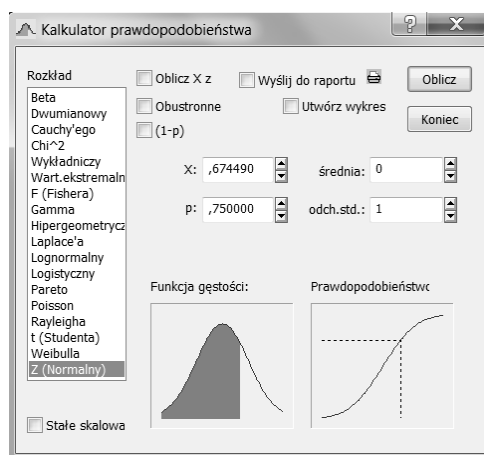 Kalkulator prawdopodobieństwa
Rozkład
Beta
Dwumianowy
Cauchy'ego
Chi^2
Wykładniczy
Wart.ekstremaln
F (Fishera)
Gamma
Hipergeometrycz
Laplace'a
Lognormalny
Logistyczny
Pareto
Poisson
Rayleigha
t (Studenta)
Weibulla
Z (Normalny)
Stałe skalowa
Oblicz X z
Wyślij do raportu
Oblicz
Obustronne
Utwórz wykres
Koniec
(1-p)
X: ,674490
średnia: 0
p: ,750000
odch.std.: 1
Funkcja gęstości:
Prawdopodobieństwc